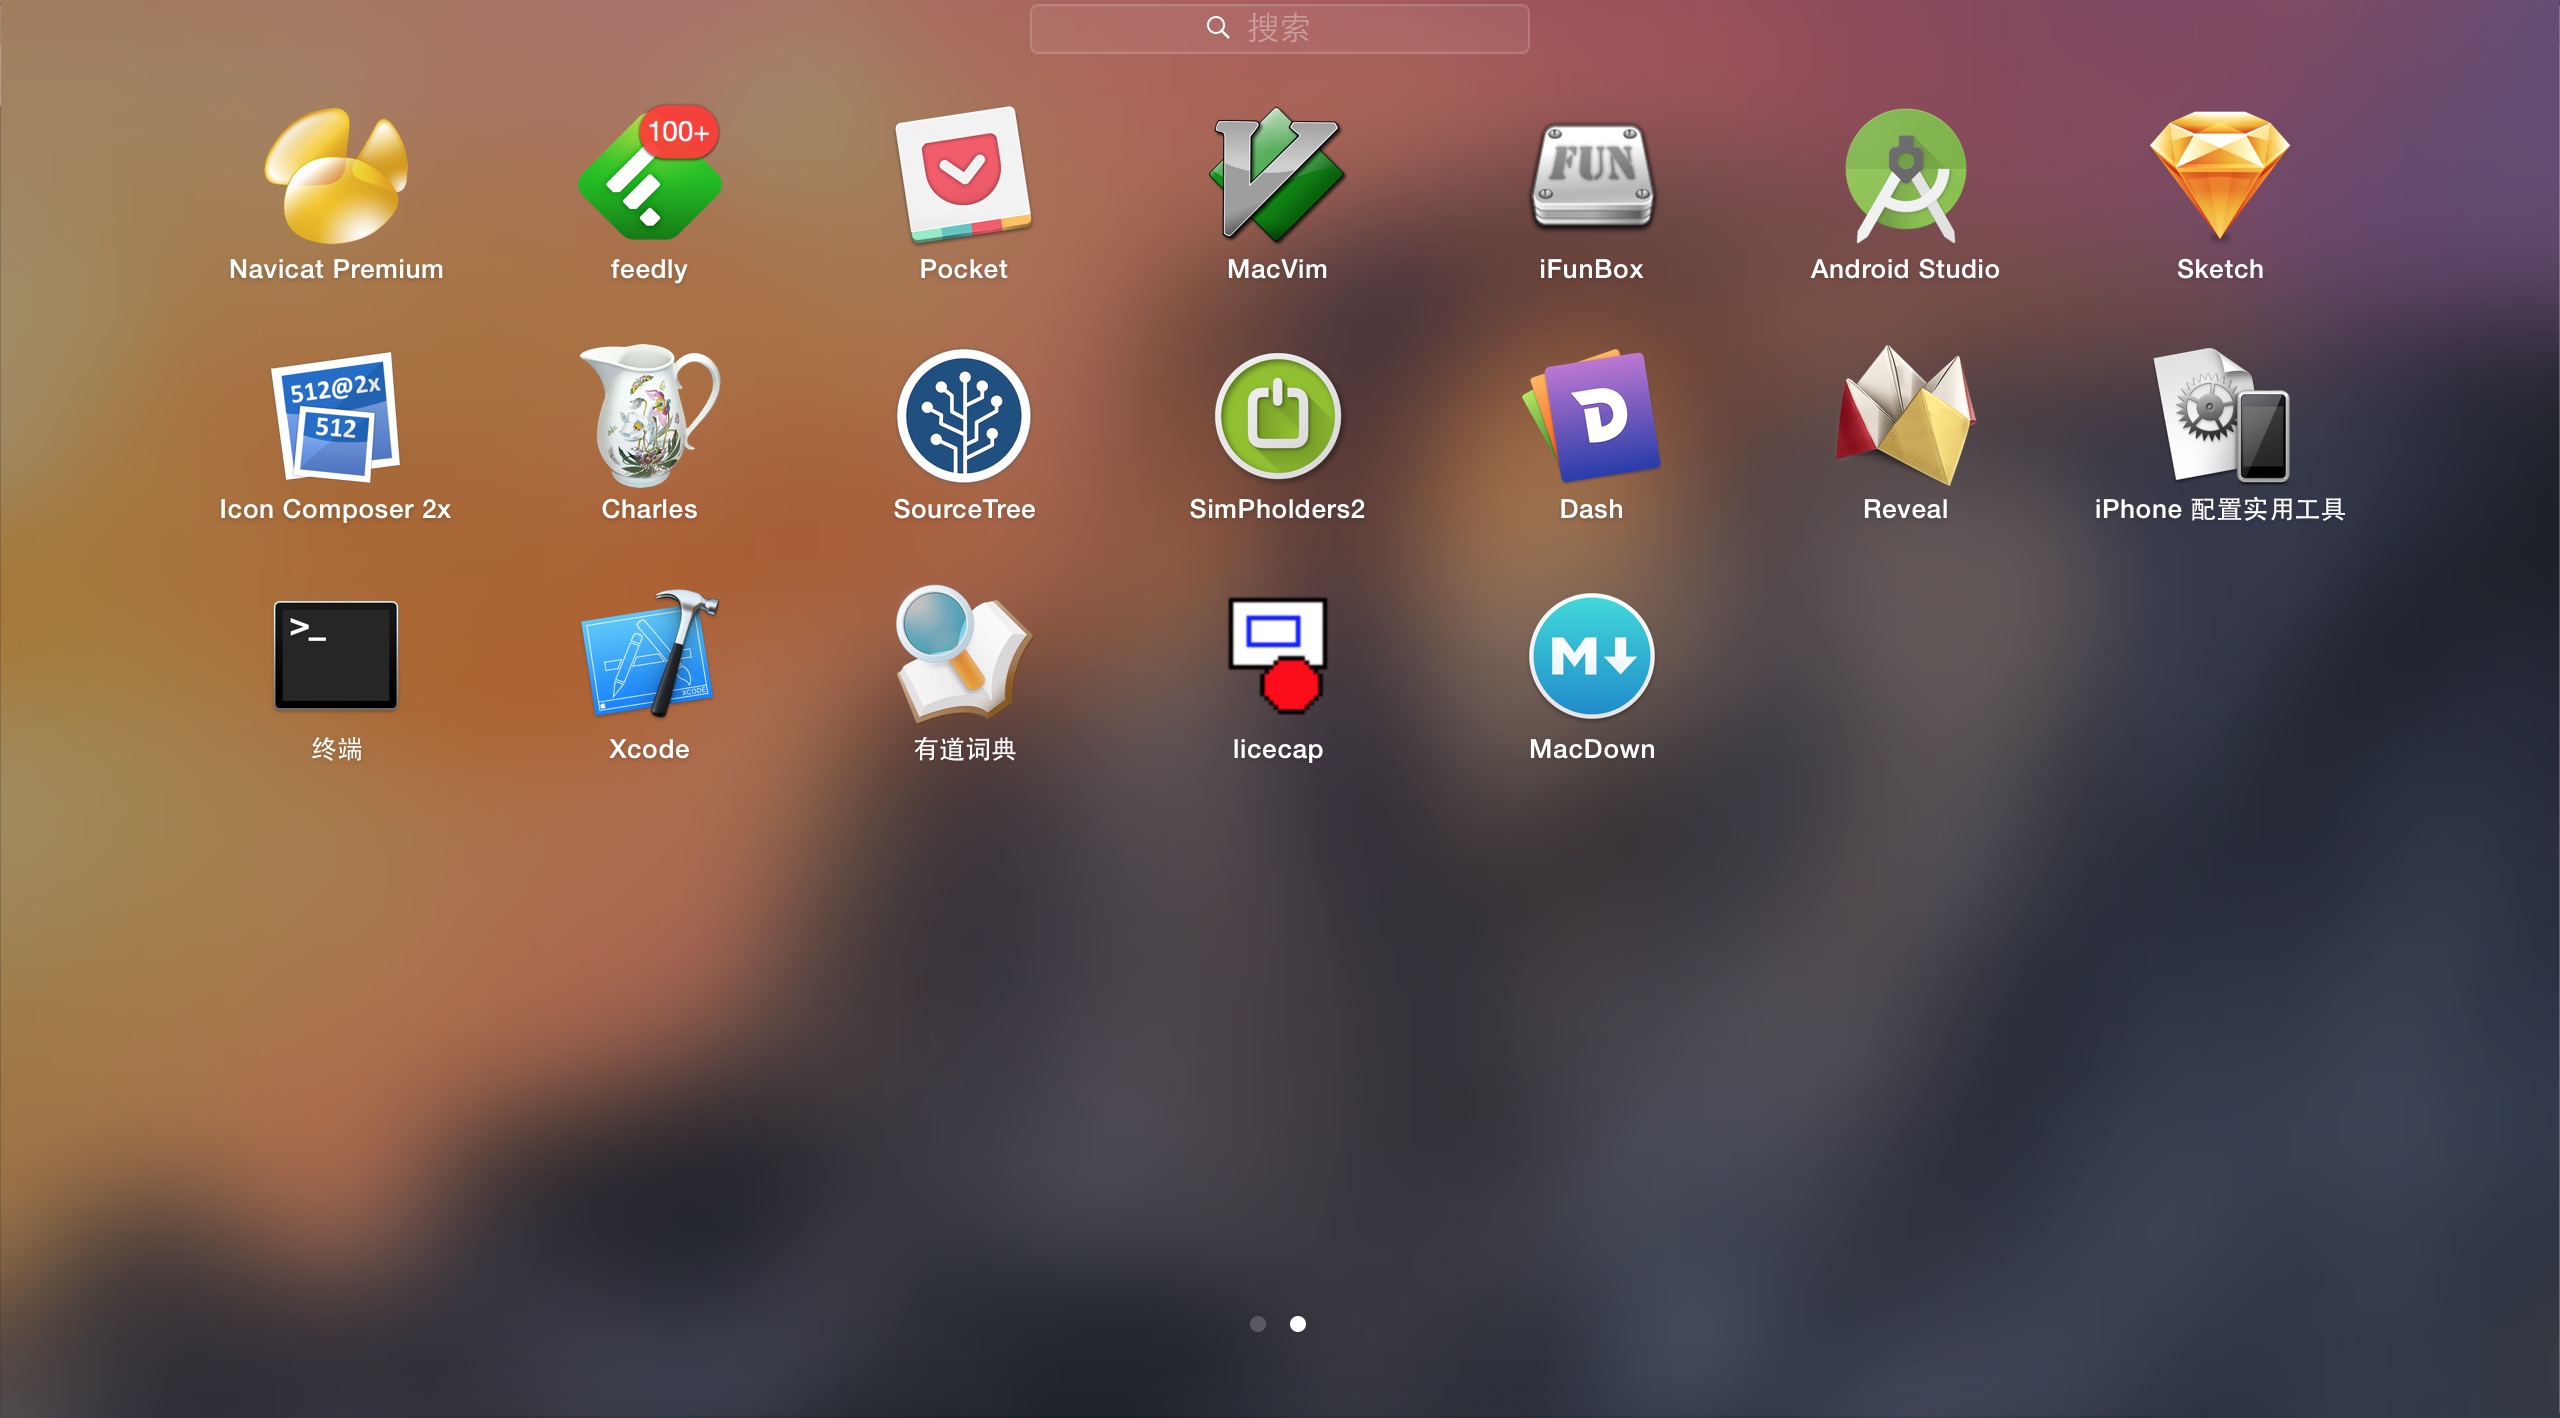 搜索
100+
Navicat Premium
feedly
Pocket
MacVim
FUN
iFunBox
Android Studio
Sketch
512@2x
512
Icon Composer 2x
Charles
SourceTree
SimPholders2
D
Dash
Reveal
iPhone 配置实用工具
>_
终端
XCODE
Xcode
有道词典
licecap
M
MacDown